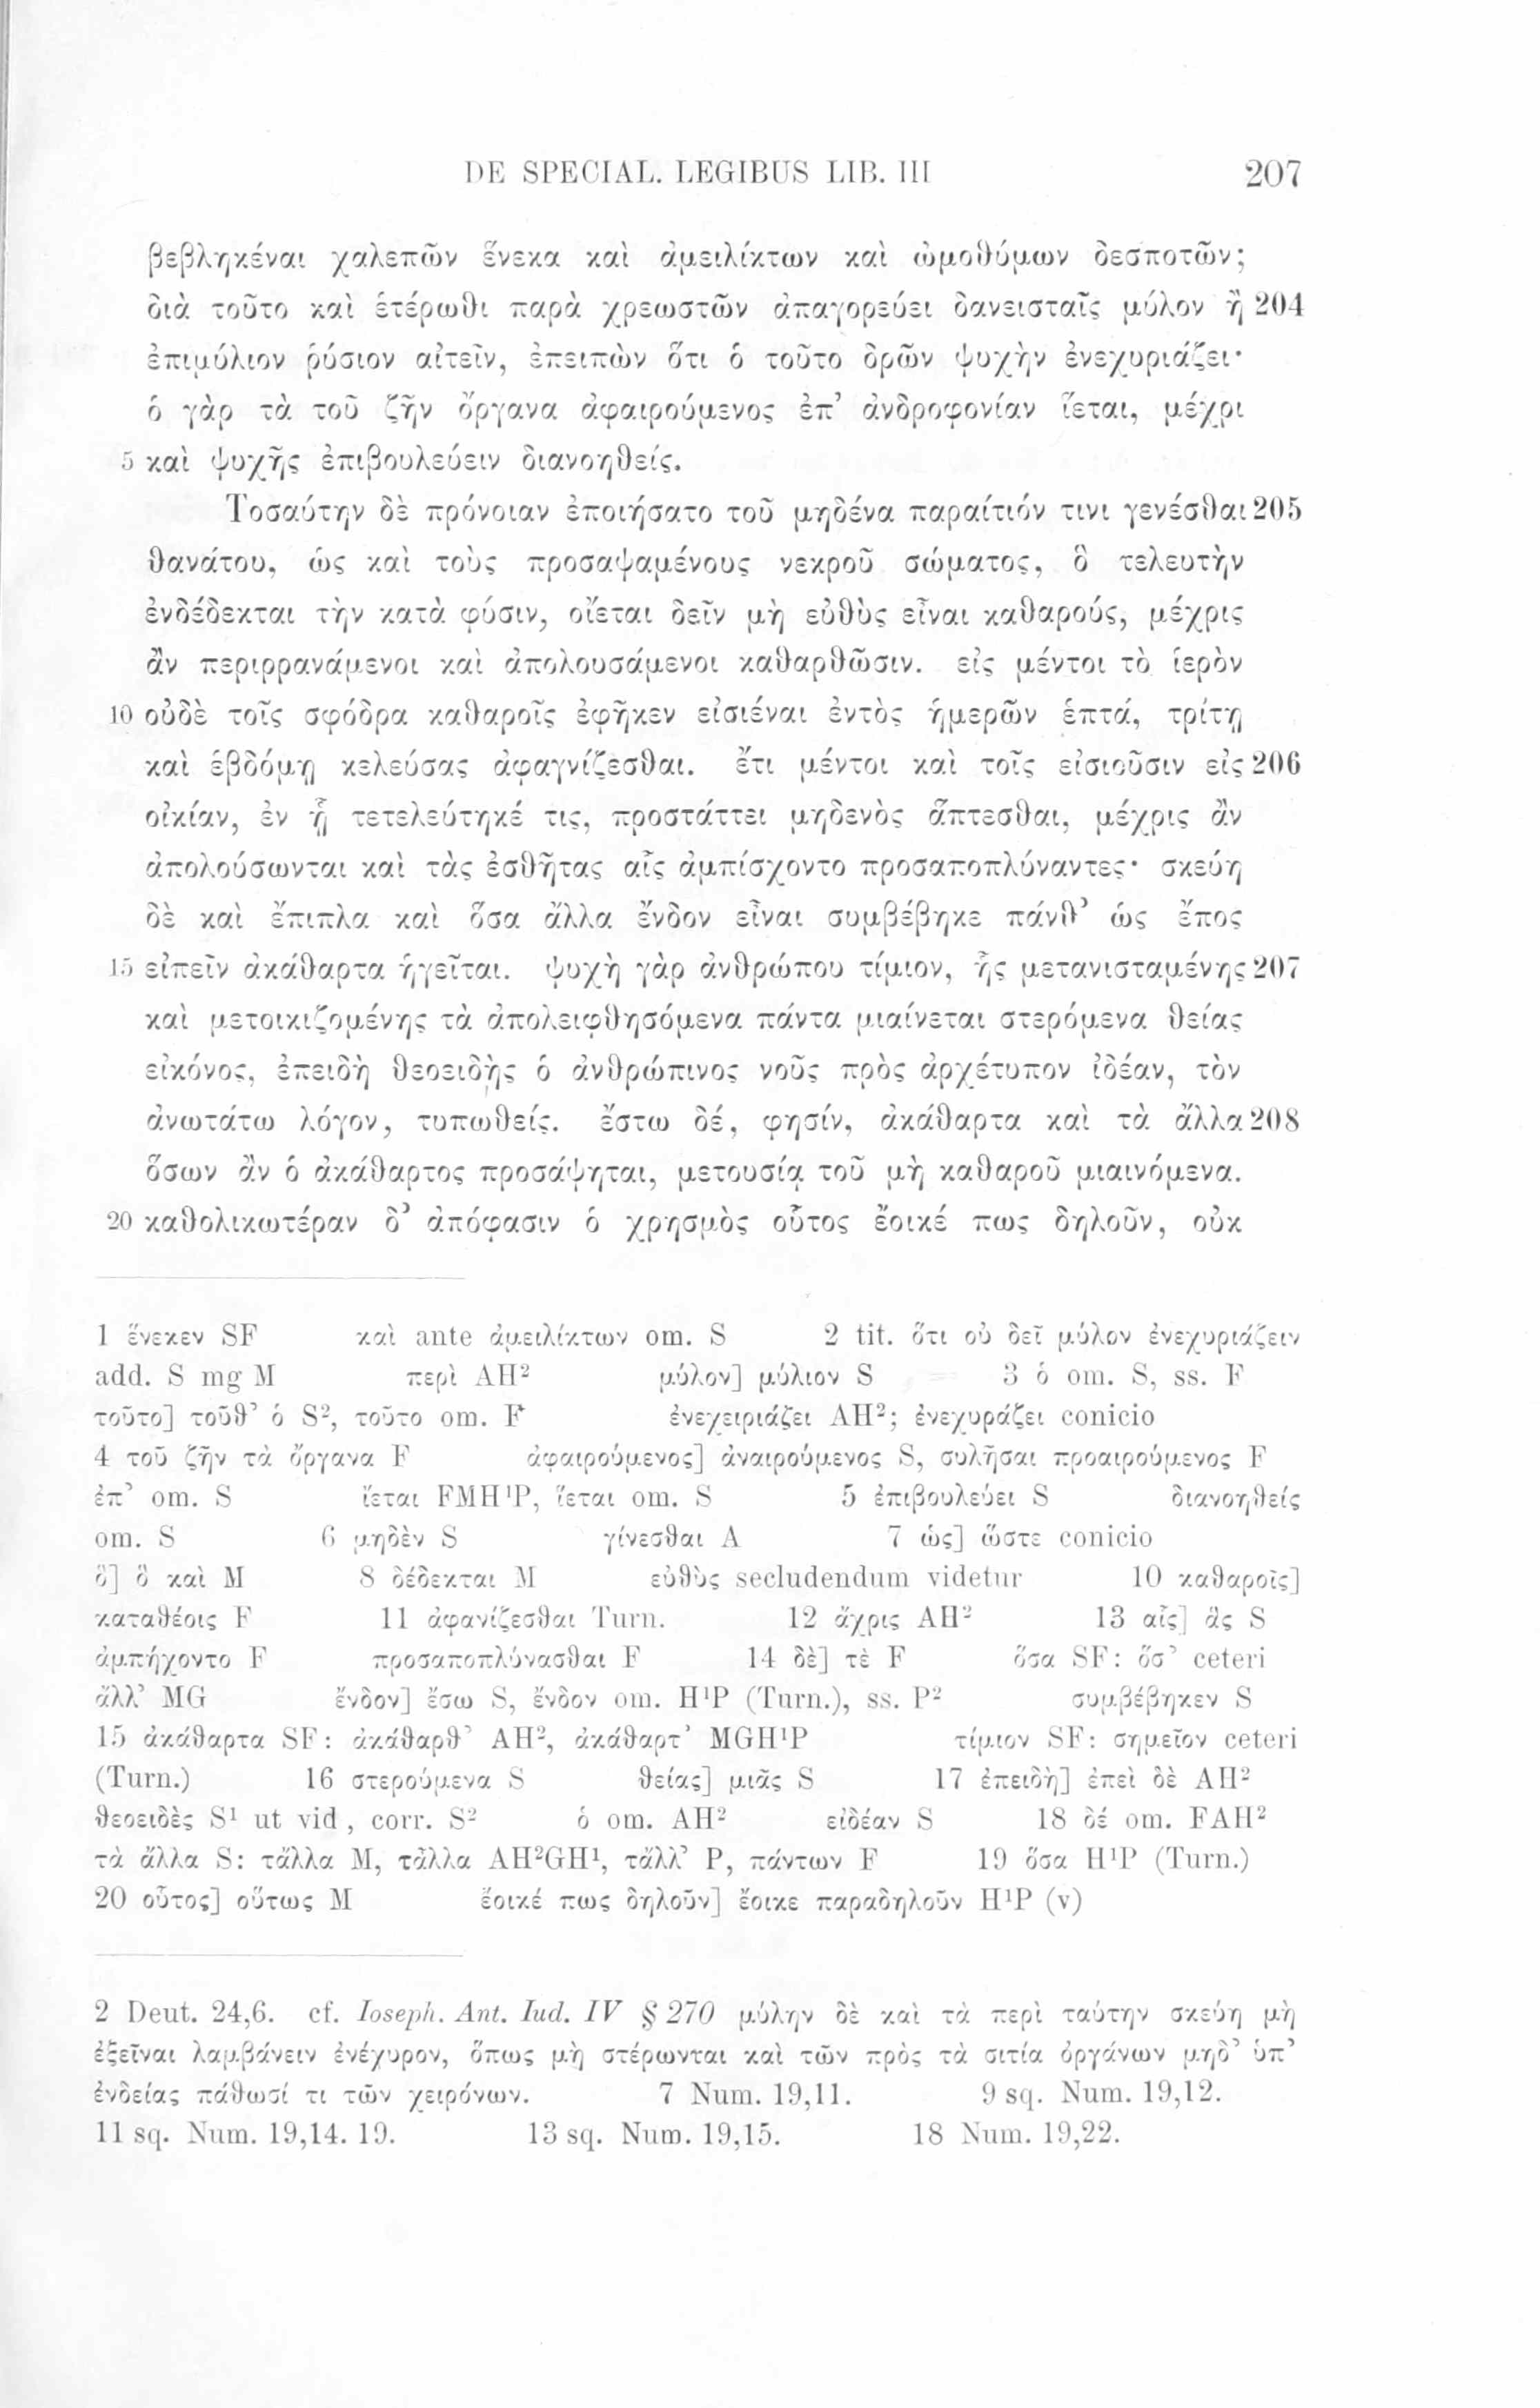 DE SPECIAL. LEGIBUS LIB. III 207
βεβληκέναι χαλεπῶν ἕνεκα καὶ ἀμειλίκτων καὶ ὠμοθύμων δεσποτῶν;
διὰ τοῦτο καὶ ἑτέρωθι παρὰ χρεωστῶν ἀπαγορεύει δανεισταῖς μύλον ἢ 204
ἐπιμύλιον ῥύσιον αἰτεῖν, ἐπειπὼν ὅτι ὁ τοῦτο δρῶν ψυχὴν ἐνεχυριάζει·
ὁ γὰρ τὰ τοῦ ζῆν ὄργανα ἀφαιρούμενος ἐπ’ ἀνδροφονίαν ἵεται, μέχρι
5 καὶ ψυχῆς ἐπιβουλεύειν διανοηθείς.
Τοσαύτην δὲ πρόνοιαν ἐποιήσατο τοῦ μηδένα παραίτιόν τινι γενέσθαι 205
θανάτου, ὡς καὶ τοὺς προσαψαμένους νεκροῦ σώματος, ὃ τελευτὴν
ἐνδέδεκται τὴν κατὰ φύσιν, οἴεται δεῖν μὴ εὐθὺς εἶναι καθαρούς, μέχρις
ἂν περιρρανάμενοι καὶ ἀπολουσάμενοι καθαρθῶσιν. εἰς μέντοι τὸ ἱερὸν
10 οὐδὲ τοῖς σφόδρα καθαροῖς ἐφῆκεν εἰσιέναι ἐντὸς ἡμερῶν ἑπτά, τρίτῃ
καὶ ἑβδόμῃ κελεύσας ἀφαγνίζεσθαι. ἔτι μέντοι καὶ τοῖς εἰσιοῦσιν εἰς 206
οἰκίαν, ἐν ᾗ τετελεύτηκέ τις, προστάττει μηδενὸς ἅπτεσθαι, μέχρις ἂν
ἀπολούσωνται καὶ τὰς ἐσθῆτας αἷς ἀμπίσχοντο προσαποπλύναντες· σκεύη
δὲ καὶ ἔπιπλα καὶ ὅσα ἄλλα ἔνδον εἶναι συμβέβηκε πάνθ’ ὡς ἔπος
15 εἰπεῖν ἀκάθαρτα ἡγεῖται. ψυχὴ γὰρ ἀνθρώπου τίμιον, ἧς μετανισταμένης 207
καὶ μετοικιζομένης τὰ ἀπολειφθησόμενα πάντα μιαίνεται στερόμενα θείας
εἰκόνος, ἐπειδὴ θεοειδὴς ὁ ἀνθρώπινος νοῦς πρὸς ἀρχέτυπον ἰδέαν, τὸν
ἀνωτάτω λόγον, τυπωθείς. ἔστω δέ, φησίν, ἀκάθαρτα καὶ τὰ ἄλλα 208
ὅσων ἂν ὁ ἀκάθαρτος προσάψηται, μετουσίᾳ τοῦ μὴ καθαροῦ μιαινόμενα.
20 καθολικωτέραν δ’ ἀπόφασιν ὁ χρησμὸς οὗτος ἔοικέ πως δηλοῦν, οὐκ
1 ἕνεκεν SF καὶ ante ἀμειλίκτων om. S 2 tit. ὅτι οὐ δεῖ μύλον ἐνεχυριάζειν
add. S mg M περὶ AH² μύλον] μύλιον S 3 ὁ om. S, ss. F
τοῦτο] τοῦθ’ ὁ S², τοῦτο om. F ἐνεχειριάζει AH²; ἐνεχυράζει conicio
4 τοῦ ζῆν τὰ ὄργανα F ἀφαιρούμενος] ἀναιρούμενος S, συλῆσαι προαιρούμενος F
ἐπ’ om. S ἴεται FMH¹P, ἵεται om. S 5 ἐπιβουλεύει S διανοηθείς
om. S 6 μηδὲν S γίνεσθαι A 7 ὡς] ὥστε conicio
ὃ] ὃ καὶ M 8 δέδεκται M εὐθὺς secludendum videtur 10 καθαροῖς]
καταθέοις F 11 ἀφανίζεσθαι Turn. 12 ἄχρις AH² 13 αἷς] ἃς S
ἀμπήχοντο F προσαποπλύνασθαι F 14 δὲ] τὲ F ὅσα SF: ὅσ’ ceteri
ἄλλ’ MG ἔνδον] ἔσω S, ἔνδον om. H¹P (Turn.), ss. P² συμβέβηκεν S
15 ἀκάθαρτα SF: ἀκάθαρθ’ AH², ἀκάθαρτ’ MGH¹P τίμιον SF: σημεῖον ceteri
(Turn.) 16 στερούμενα S θείας] μιᾶς S 17 ἐπειδὴ] ἐπεὶ δὲ AH²
θεοειδὲς S¹ ut vid, corr. S² ὁ om. AH² εἰδέαν S 18 δέ om. FAH²
τὰ ἄλλα S: τἄλλα M, τἆλλα AH²GH¹, τἄλλ’ P, πάντων F 19 ὅσα H¹P (Turn.)
20 οὗτος] οὕτως M ἔοικέ πως δηλοῦν] ἔοικε παραδηλοῦν H¹P (v)
2 Deut. 24,6. cf. Ioseph. Ant. Iud. IV § 270 μύλην δὲ καὶ τὰ περὶ ταύτην σκεύη μὴ
ἐξεῖναι λαμβάνειν ἐνέχυρον, ὅπως μὴ στέρωνται καὶ τῶν πρὸς τὰ σιτία ὀργάνων μηδ’ ὑπ’
ἐνδείας πάθωσί τι τῶν χειρόνων. 7 Num. 19,11. 9 sq. Num. 19,12.
11 sq. Num. 19,14. 19. 13 sq. Num. 19,15. 18 Num. 19,22.